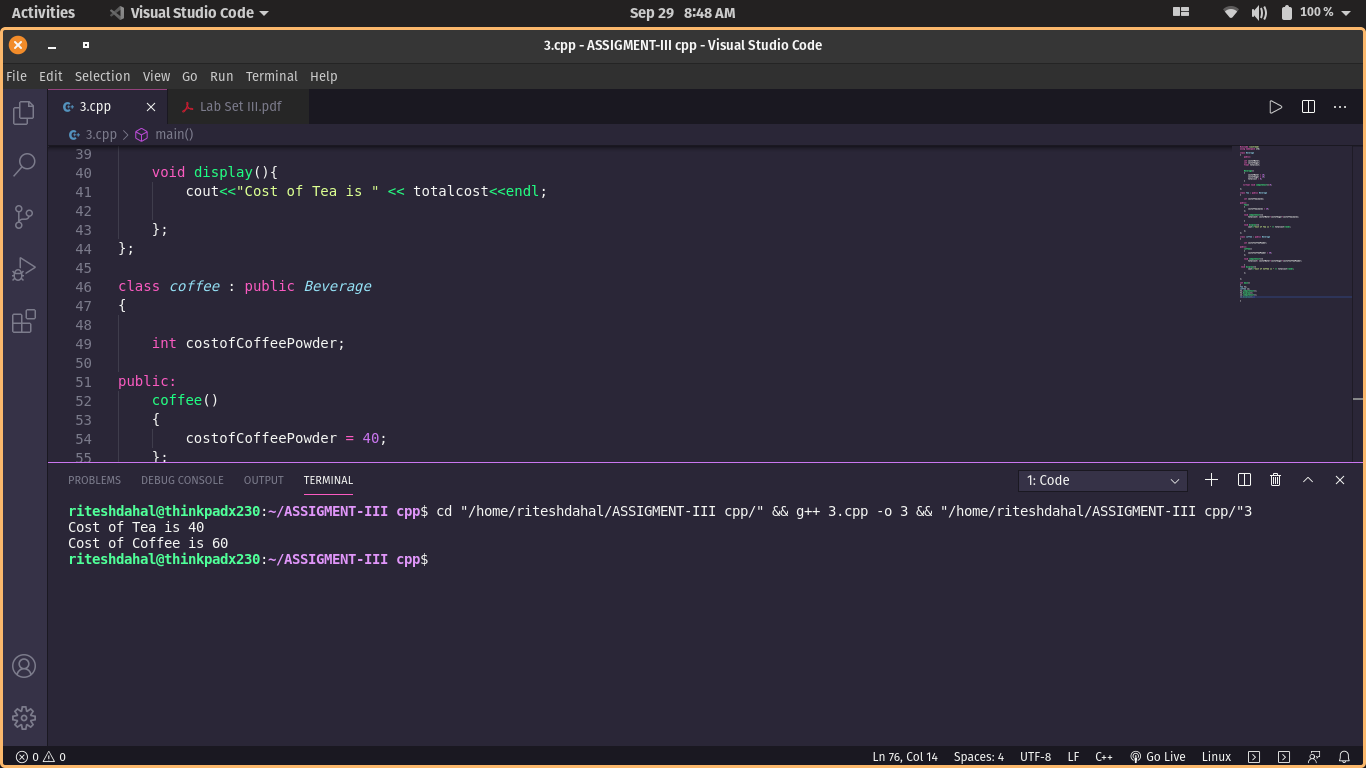 Activities Visual Studio Code Sep 29 8:48 AM 100 %
3.cpp - ASSIGMENT-III cpp - Visual Studio Code
File Edit Selection View Go Run Terminal Help
3.cpp Lab Set III.pdf
3.cpp > main()
39
40 void display(){
41 cout<<"Cost of Tea is " << totalcost<<endl;
42
43 };
44 };
45
46 class coffee : public Beverage
47 {
48
49 int costofCoffeePowder;
50
51 public:
52 coffee()
53 {
54 costofCoffeePowder = 40;
55 };
PROBLEMS DEBUG CONSOLE OUTPUT TERMINAL 1: Code
riteshdahal@thinkpadx230:~/ASSIGMENT-III cpp$ cd "/home/riteshdahal/ASSIGMENT-III cpp/" && g++ 3.cpp -o 3 && "/home/riteshdahal/ASSIGMENT-III cpp/"3
Cost of Tea is 40
Cost of Coffee is 60
riteshdahal@thinkpadx230:~/ASSIGMENT-III cpp$
0 0 Ln 76, Col 14 Spaces: 4 UTF-8 LF C++ Go Live Linux